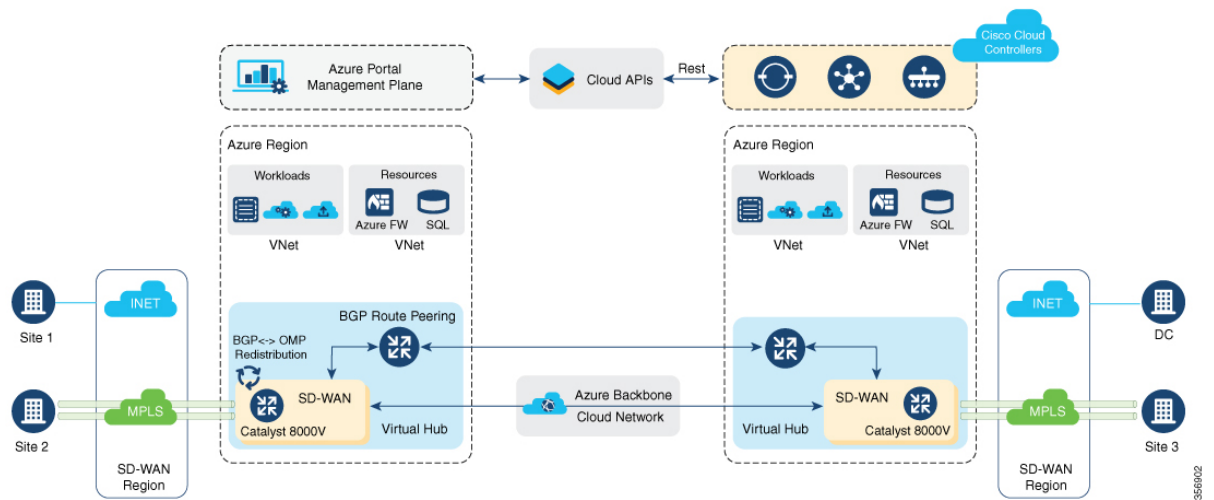 Cisco Cloud
Controllers
Azure Portal
Management Plane
Cloud APIs
Rest
Azure Region
Workloads
Resources
Azure FW
SQL
VNet
VNet
Azure Region
Workloads
Resources
Azure FW
SQL
VNet
VNet
INET
Site 1
MPLS
Site 2
SD-WAN
Region
BGP Route Peering
BGP<-> OMP
Redistribution
SD-WAN
Catalyst 8000V
Virtual Hub
Azure Backbone
Cloud Network
SD-WAN
Virtual Hub
Catalyst 8000V
INET
DC
MPLS
Site 3
SD-WAN
Region
356902